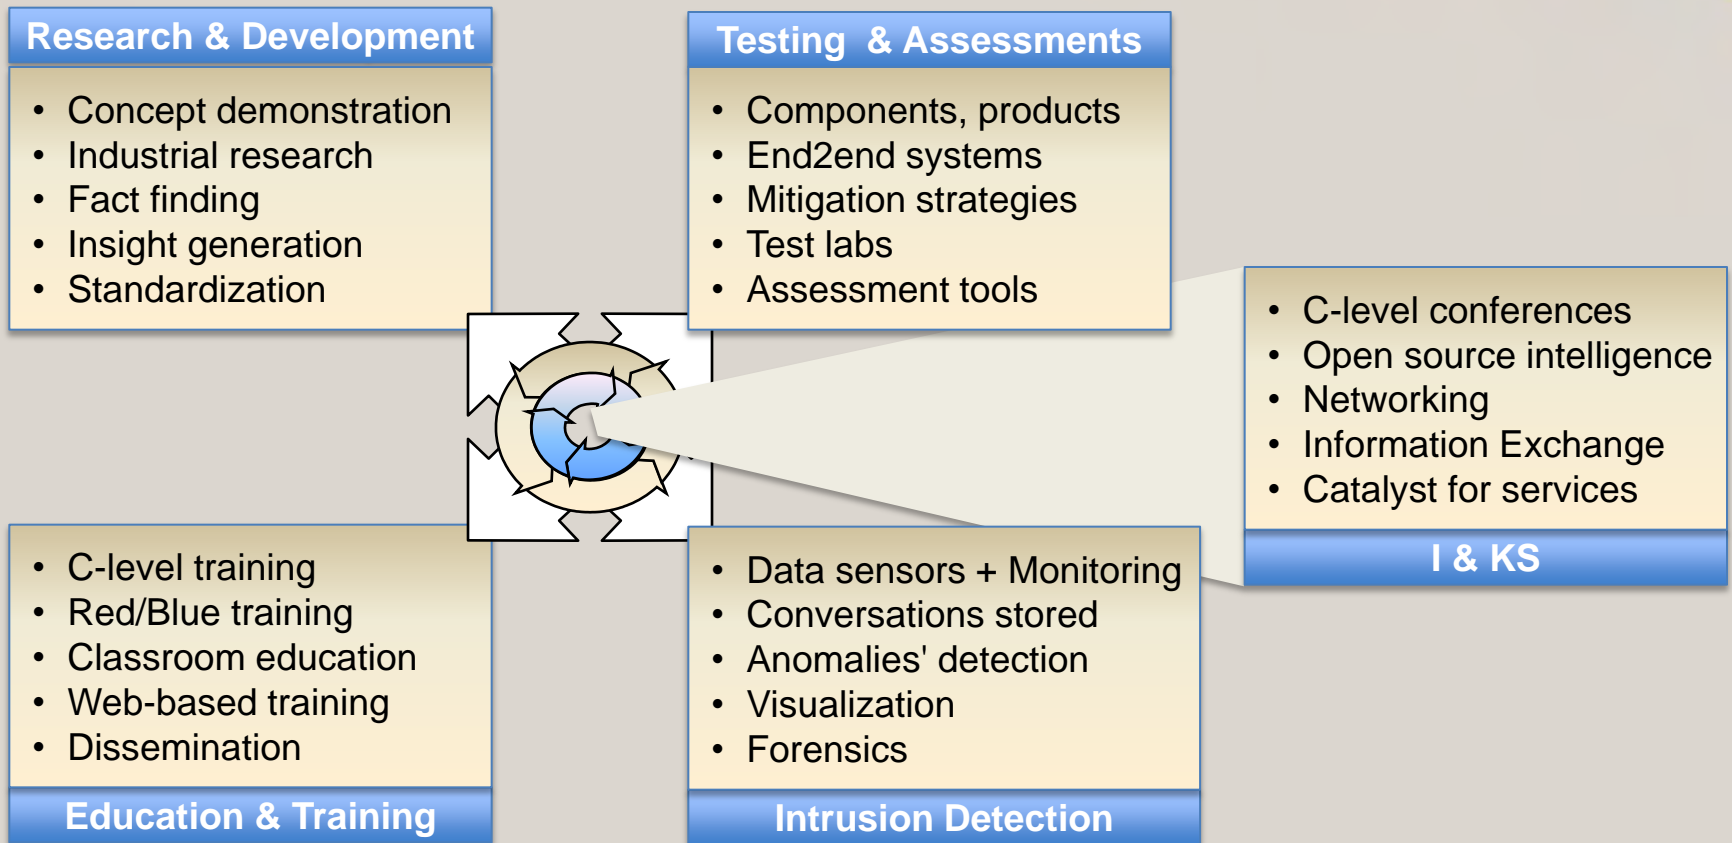 Research & Development
• Concept demonstration
• Industrial research
• Fact finding
• Insight generation
• Standardization
Testing & Assessments
• Components, products
• End2end systems
• Mitigation strategies
• Test labs
• Assessment tools
• C-level conferences
• Open source intelligence
• Networking
• Information Exchange
• Catalyst for services
I & KS
• C-level training
• Red/Blue training
• Classroom education
• Web-based training
• Dissemination
Education & Training
• Data sensors + Monitoring
• Conversations stored
• Anomalies' detection
• Visualization
• Forensics
Intrusion Detection